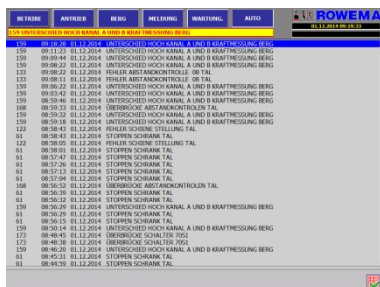 BETRIEB ANTRIEB BERG MELDUNG WARTUNG. AUTO
ROWEMA
01.12.2014 09:19:33
159 UNTERSCHIED HOCH KANAL A UND B KRAFTMESSUNG BERG
159 09:18:28 01.12.2014 UNTERSCHIED HOCH KANAL A UND B KRAFTMESSUNG BERG
159 09:11:23 01.12.2014 UNTERSCHIED HOCH KANAL A UND B KRAFTMESSUNG BERG
159 09:09:44 01.12.2014 UNTERSCHIED HOCH KANAL A UND B KRAFTMESSUNG BERG
159 09:08:22 01.12.2014 UNTERSCHIED HOCH KANAL A UND B KRAFTMESSUNG BERG
133 09:08:22 01.12.2014 FEHLER ABSTANDKONTROLLE 08 TAL
133 09:08:11 01.12.2014 FEHLER ABSTANDKONTROLLE 08 TAL
159 09:06:22 01.12.2014 UNTERSCHIED HOCH KANAL A UND B KRAFTMESSUNG BERG
159 09:03:42 01.12.2014 UNTERSCHIED HOCH KANAL A UND B KRAFTMESSUNG BERG
159 08:59:46 01.12.2014 UNTERSCHIED HOCH KANAL A UND B KRAFTMESSUNG BERG
168 08:59:33 01.12.2014 ÜBERBRÜCKE ABSTANDKONTROLEN TAL
159 08:59:32 01.12.2014 UNTERSCHIED HOCH KANAL A UND B KRAFTMESSUNG BERG
159 08:59:18 01.12.2014 UNTERSCHIED HOCH KANAL A UND B KRAFTMESSUNG BERG
122 08:58:43 01.12.2014 FEHLER SCHIENE STELLUNG TAL
61 08:58:43 01.12.2014 STOPPEN SCHRANK TAL
122 08:58:05 01.12.2014 FEHLER SCHIENE STELLUNG TAL
61 08:58:01 01.12.2014 STOPPEN SCHRANK TAL
61 08:57:47 01.12.2014 STOPPEN SCHRANK TAL
61 08:57:26 01.12.2014 STOPPEN SCHRANK TAL
61 08:57:13 01.12.2014 STOPPEN SCHRANK TAL
61 08:57:04 01.12.2014 STOPPEN SCHRANK TAL
168 08:56:52 01.12.2014 ÜBERBRÜCKE ABSTANDKONTROLEN TAL
61 08:56:39 01.12.2014 STOPPEN SCHRANK TAL
61 08:56:32 01.12.2014 STOPPEN SCHRANK TAL
159 08:56:29 01.12.2014 UNTERSCHIED HOCH KANAL A UND B KRAFTMESSUNG BERG
61 08:56:29 01.12.2014 STOPPEN SCHRANK TAL
61 08:56:15 01.12.2014 STOPPEN SCHRANK TAL
159 08:50:14 01.12.2014 UNTERSCHIED HOCH KANAL A UND B KRAFTMESSUNG BERG
173 08:48:45 01.12.2014 ÜBERBRÜCKE SCHALTER 70S1
173 08:48:38 01.12.2014 ÜBERBRÜCKE SCHALTER 70S1
159 08:46:20 01.12.2014 UNTERSCHIED HOCH KANAL A UND B KRAFTMESSUNG BERG
61 08:45:31 01.12.2014 STOPPEN SCHRANK TAL
61 08:44:59 01.12.2014 STOPPEN SCHRANK TAL